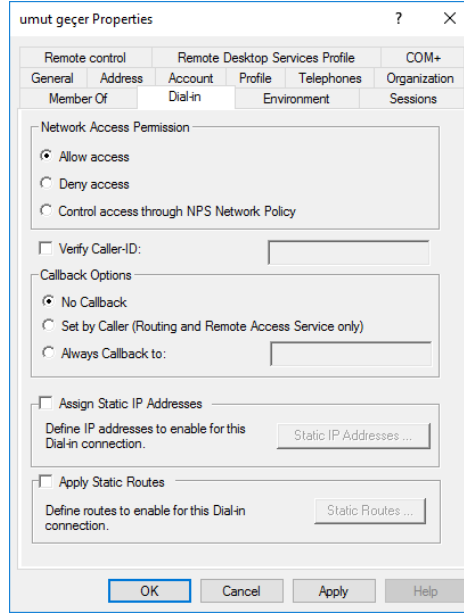 umut geçer Properties ? ×
Remote control Remote Desktop Services Profile COM+
General Address Account Profile Telephones Organization
Member Of Dial-in Environment Sessions
Network Access Permission
Allow access
Deny access
Control access through NPS Network Policy
Verify Caller-ID:
Callback Options
No Callback
Set by Caller (Routing and Remote Access Service only)
Always Callback to:
Assign Static IP Addresses
Define IP addresses to enable for this
Dial-in connection.
Static IP Addresses ...
Apply Static Routes
Define routes to enable for this Dial-in
connection.
Static Routes ...
OK Cancel Apply Help